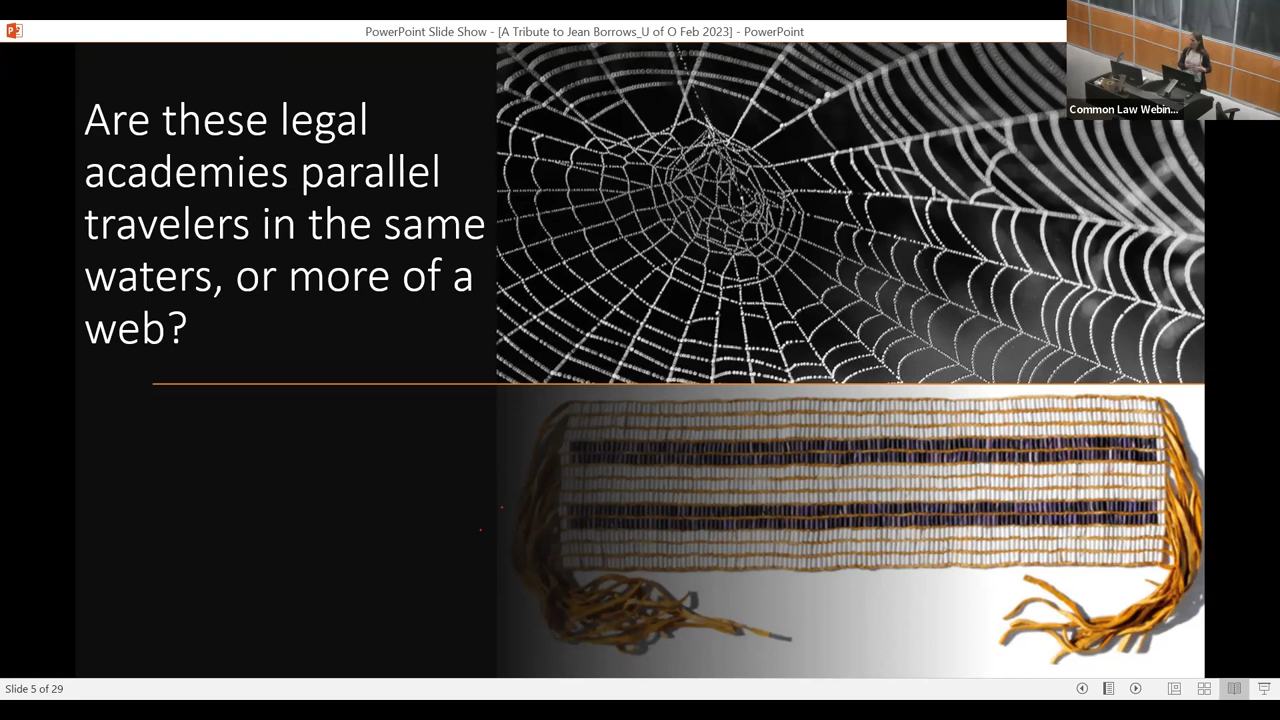 PowerPoint Slide Show - [A Tribute to Jean Borrows_U of O Feb 2023] - PowerPoint
Common Law Webin...
Are these legal
academies parallel
travelers in the same
waters, or more of a
web?
Slide 5 of 29